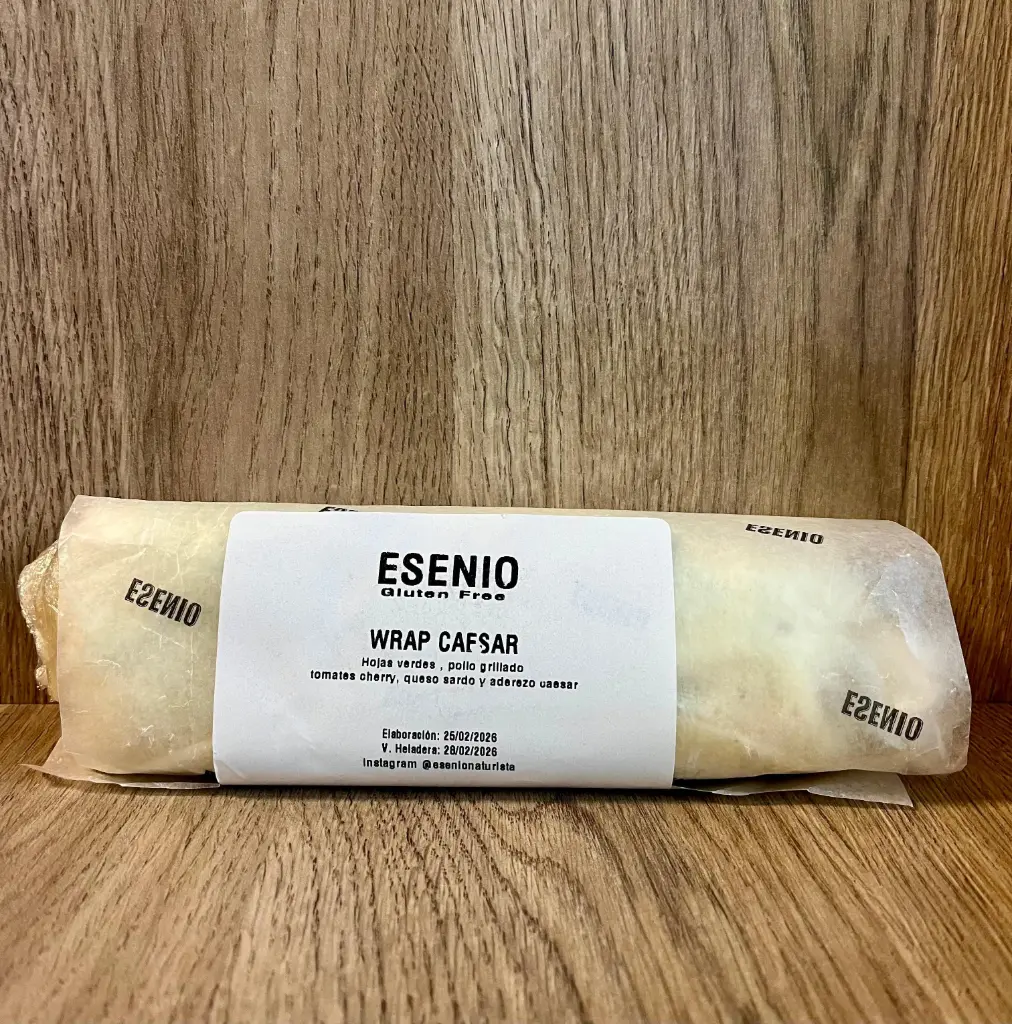 ESENIO
ESENIO
Gluten Free
WRAP CAESAR
Hojas verdes , pollo grillado
tomates cherry, queso sardo y aderezo caesar
Elaboración: 25/02/2026
V. Heladera: 28/02/2026
Instagram @esenionaturista
ESENIO
ESENIO